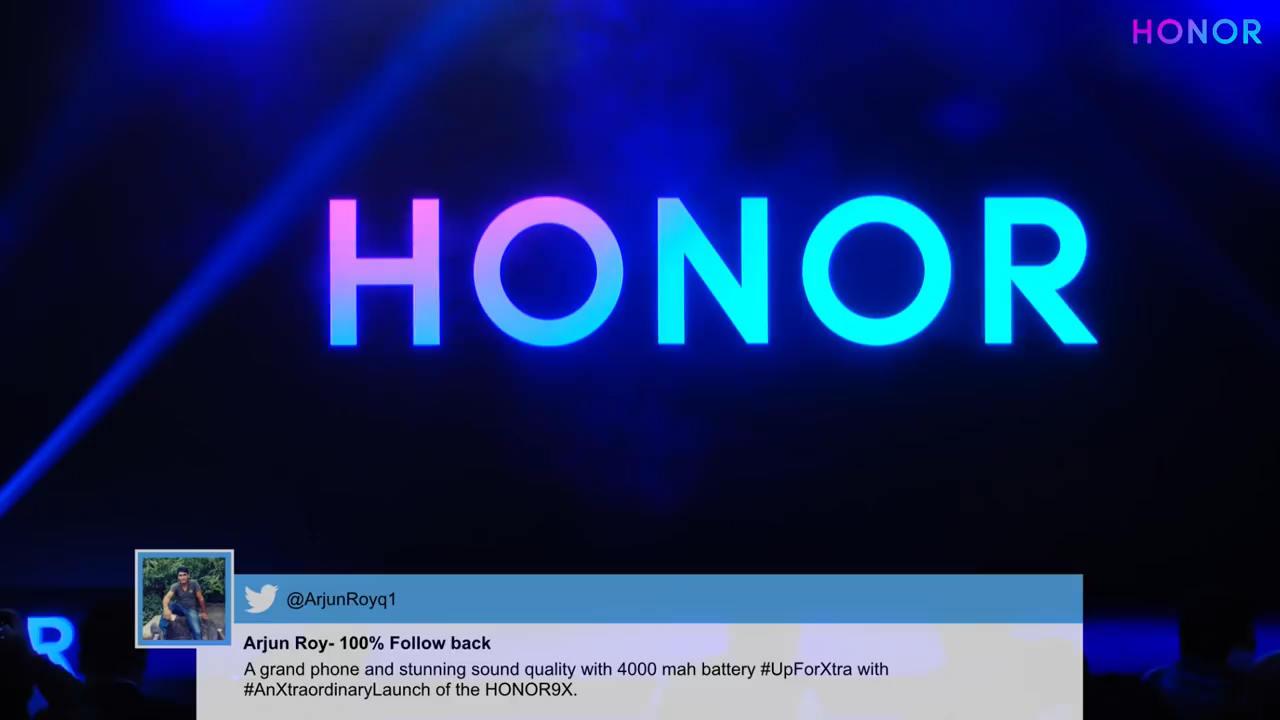 HONOR
HONOR
R
@ArjunRoyq1
Arjun Roy- 100% Follow back
A grand phone and stunning sound quality with 4000 mah battery #UpForXtra with
#AnXtraordinaryLaunch of the HONOR9X.